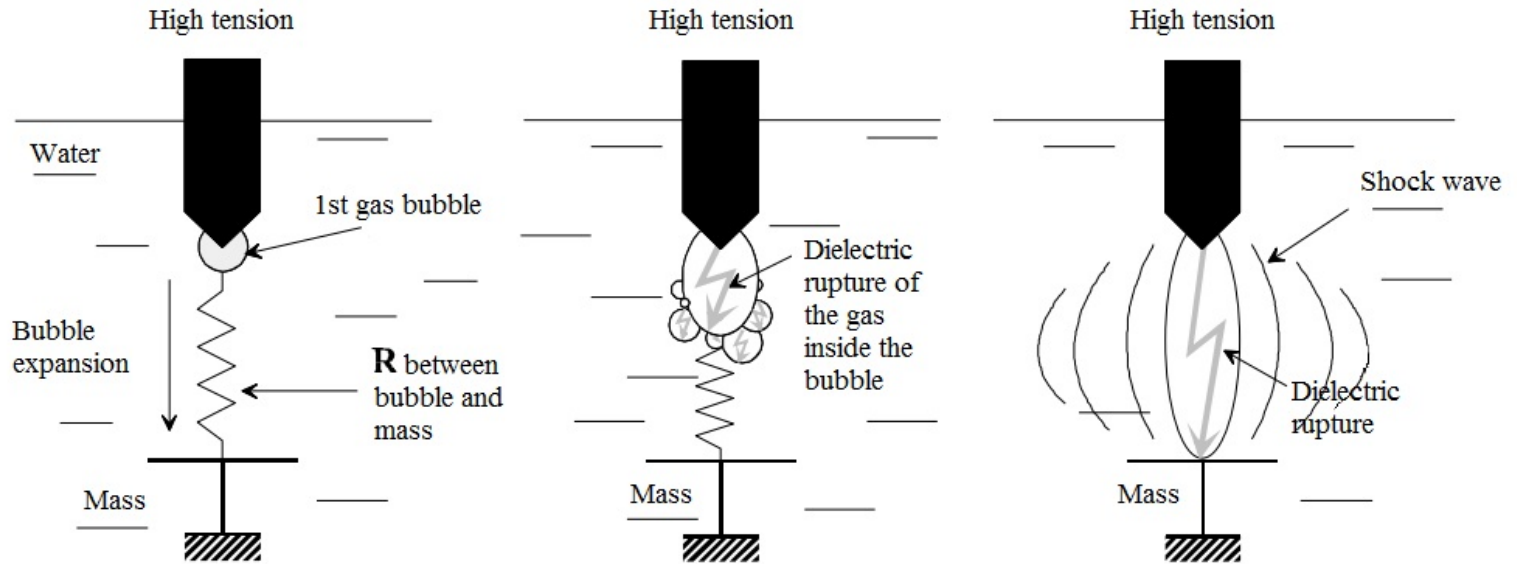 High tension
Water
1st gas bubble
Bubble
expansion
R between
bubble and
mass
Mass
High tension
Dielectric
rupture of
the gas
inside the
bubble
Mass
High tension
Shock wave
Dielectric
rupture
Mass